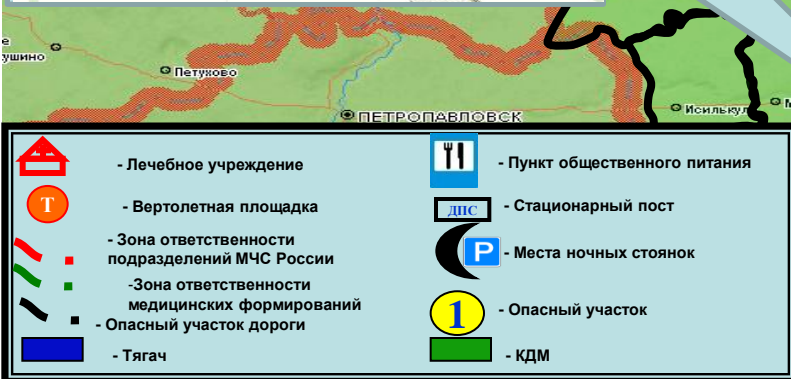 е
ушино
Петухово
ПЕТРОПАВЛОВСК
Исилькул
М
- Лечебное учреждение
Т
- Вертолетная площадка
- Зона ответственности
подразделений МЧС России
-Зона ответственности
медицинских формирований
- Опасный участок дороги
- Тягач
- Пункт общественного питания
ДПС
- Стационарный пост
P
- Места ночных стоянок
1
- Опасный участок
- КДМ